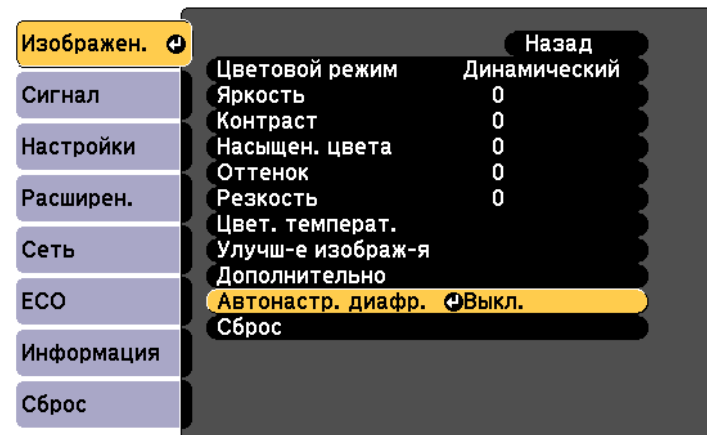 Изображен.
Сигнал
Настройки
Расширен.
Сеть
ECO
Информация
Сброс
Назад
Цветовой режим Динамический
Яркость 0
Контраст 0
Насыщен. цвета 0
Оттенок 0
Резкость 0
Цвет. температ.
Улучш-е изображ-я
Дополнительно
Автонастр. диафр. Выкл.
Сброс